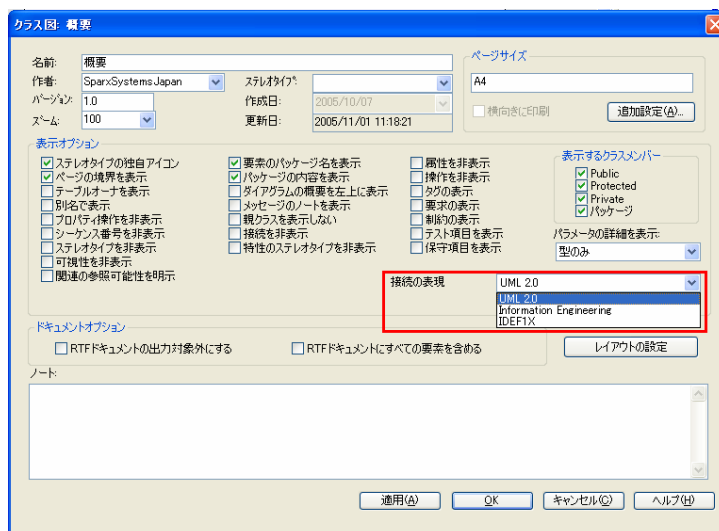 クラス図: 概要
名前: 概要
作者: SparxSystemsJapan ステレオタイプ:
バージョン: 1.0 作成日: 2005/10/07
ズーム: 100 更新日: 2005/11/01 11:18:21
ページサイズ
A4
横向きに印刷 追加設定(A)...
表示オプション
ステレオタイプの独自アイコン 要素のパッケージ名を表示 属性を非表示
ページの境界を表示 パッケージの内容を表示 操作を非表示
テーブルオーナを表示 ダイアグラムの概要を左上に表示 タグの表示
別名で表示 メッセージのノートを表示 要求の表示
プロパティ操作を非表示 親クラスを表示しない 制約の表示
シーケンス番号を非表示 接続を非表示 テスト項目を表示
ステレオタイプを非表示 特性のステレオタイプを非表示 保守項目を表示
可視性を非表示
関連の参照可能性を明示
表示するクラスメンバー
Public
Protected
Private
パッケージ
パラメータの詳細を表示:
型のみ
接続の表現 UML 2.0
UML 2.0
Information Engineering
IDEF1X
ドキュメントオプション
RTFドキュメントの出力対象外にする RTFドキュメントにすべての要素を含める
レイアウトの設定
ノート:
適用(A) OK キャンセル(C) ヘルプ(H)